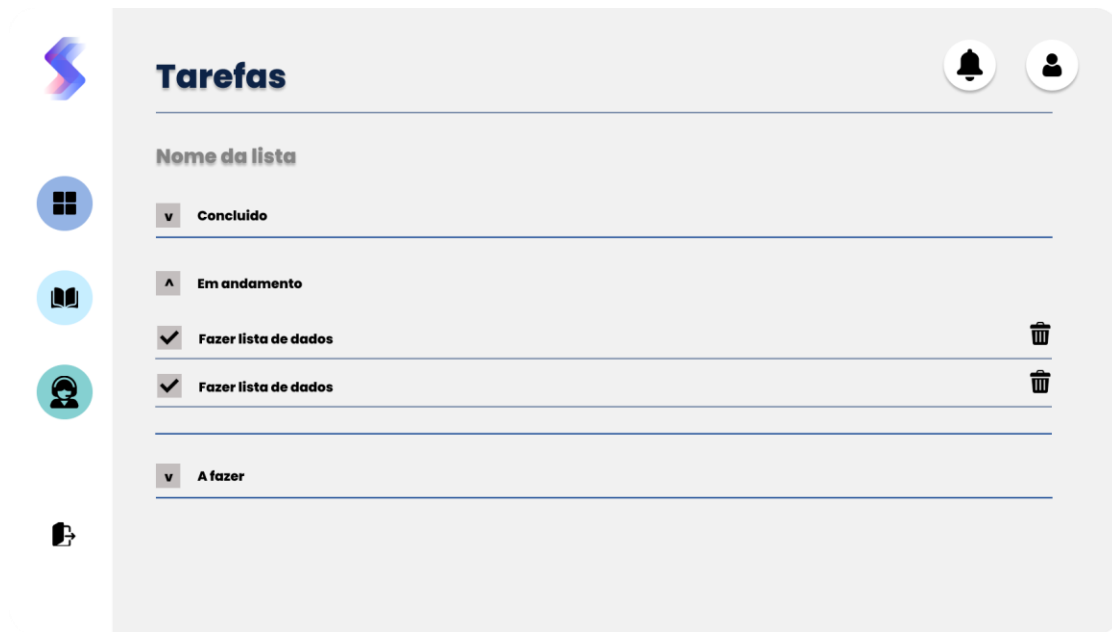 Tarefas
Nome da lista
v Concluido
^ Em andamento
Fazer lista de dados
Fazer lista de dados
v A fazer